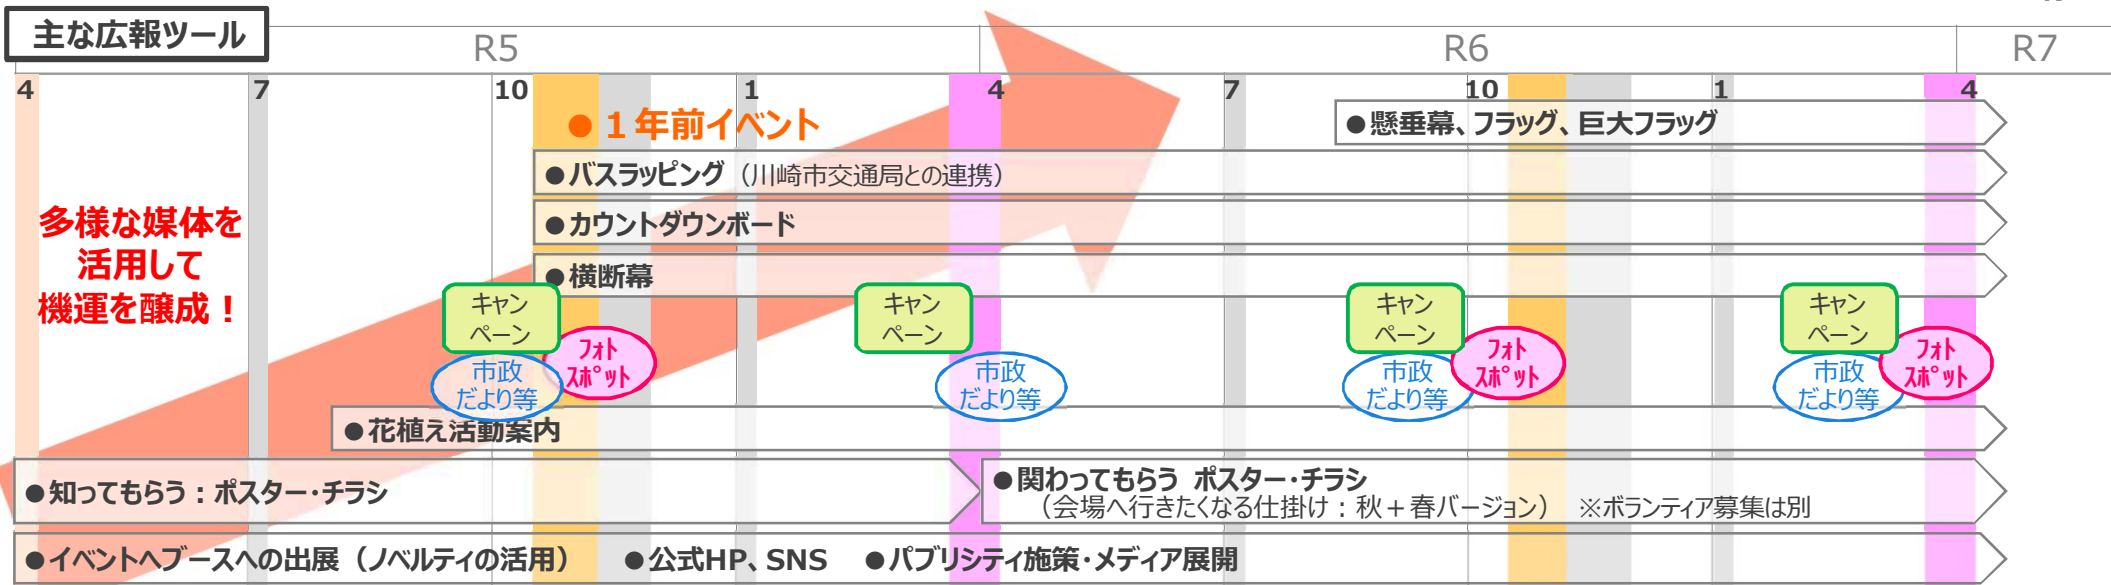 主な広報ツール
R5
R6
R7
4
7
10
1
4
7
10
1
4
●１年前イベント
●懸垂幕、フラッグ、巨大フラッグ
●バスラッピング（川崎市交通局との連携）
●カウントダウンボード
●横断幕
多様な媒体を
活用して
機運を醸成！
キャン
ペーン
市政
だより等
フォト
スポット
キャン
ペーン
市政
だより等
キャン
ペーン
市政
だより等
フォト
スポット
キャン
ペーン
市政
だより等
フォト
スポット
●花植え活動案内
●知ってもらう：ポスター・チラシ
●関わってもらう ポスター・チラシ
（会場へ行きたくなる仕掛け：秋＋春バージョン） ※ボランティア募集は別
●イベントへブースへの出展（ノベルティの活用） ●公式HP、SNS ●パブリシティ施策・メディア展開